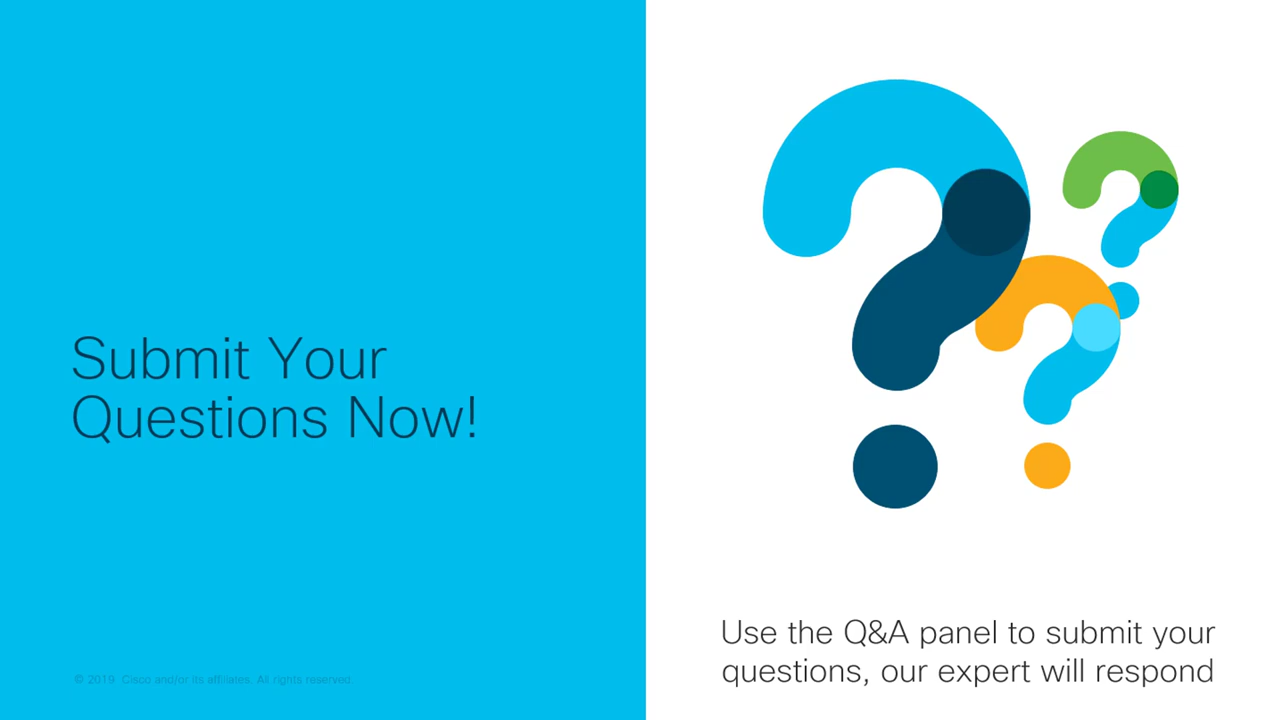 Submit Your
Questions Now!
Use the Q&A panel to submit your
questions, our expert will respond
© 2019 Cisco and/or its affiliates. All rights reserved